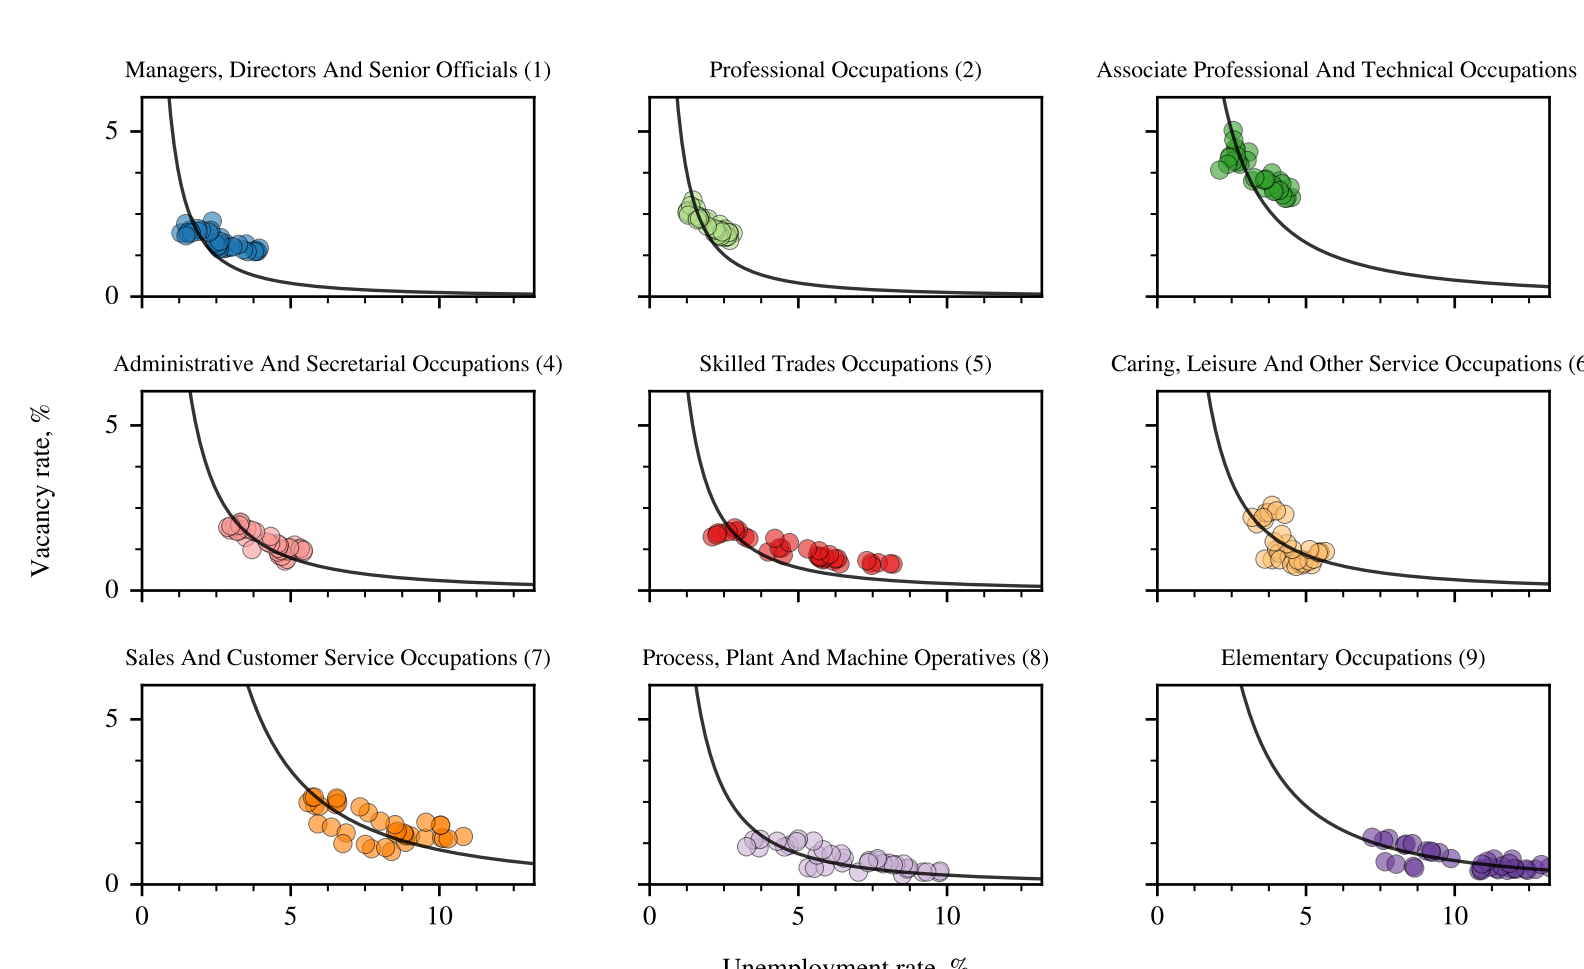 Managers, Directors And Senior Officials (1)
Professional Occupations (2)
Associate Professional And Technical Occupations
5
0
Administrative And Secretarial Occupations (4)
Skilled Trades Occupations (5)
Caring, Leisure And Other Service Occupations (6
Vacancy rate, %
5
0
Sales And Customer Service Occupations (7)
Process, Plant And Machine Operatives (8)
Elementary Occupations (9)
5
0
0 5 10
0 5 10
0 5 10
Unemployment rate, %